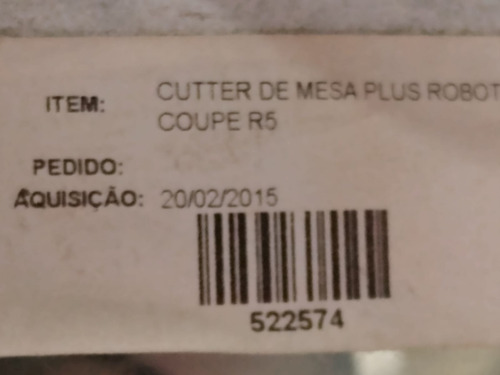 ITEM: CUTTER DE MESA PLUS ROBOT
COUPE R5
PEDIDO:
AQUISIÇÃO: 20/02/2015
522574